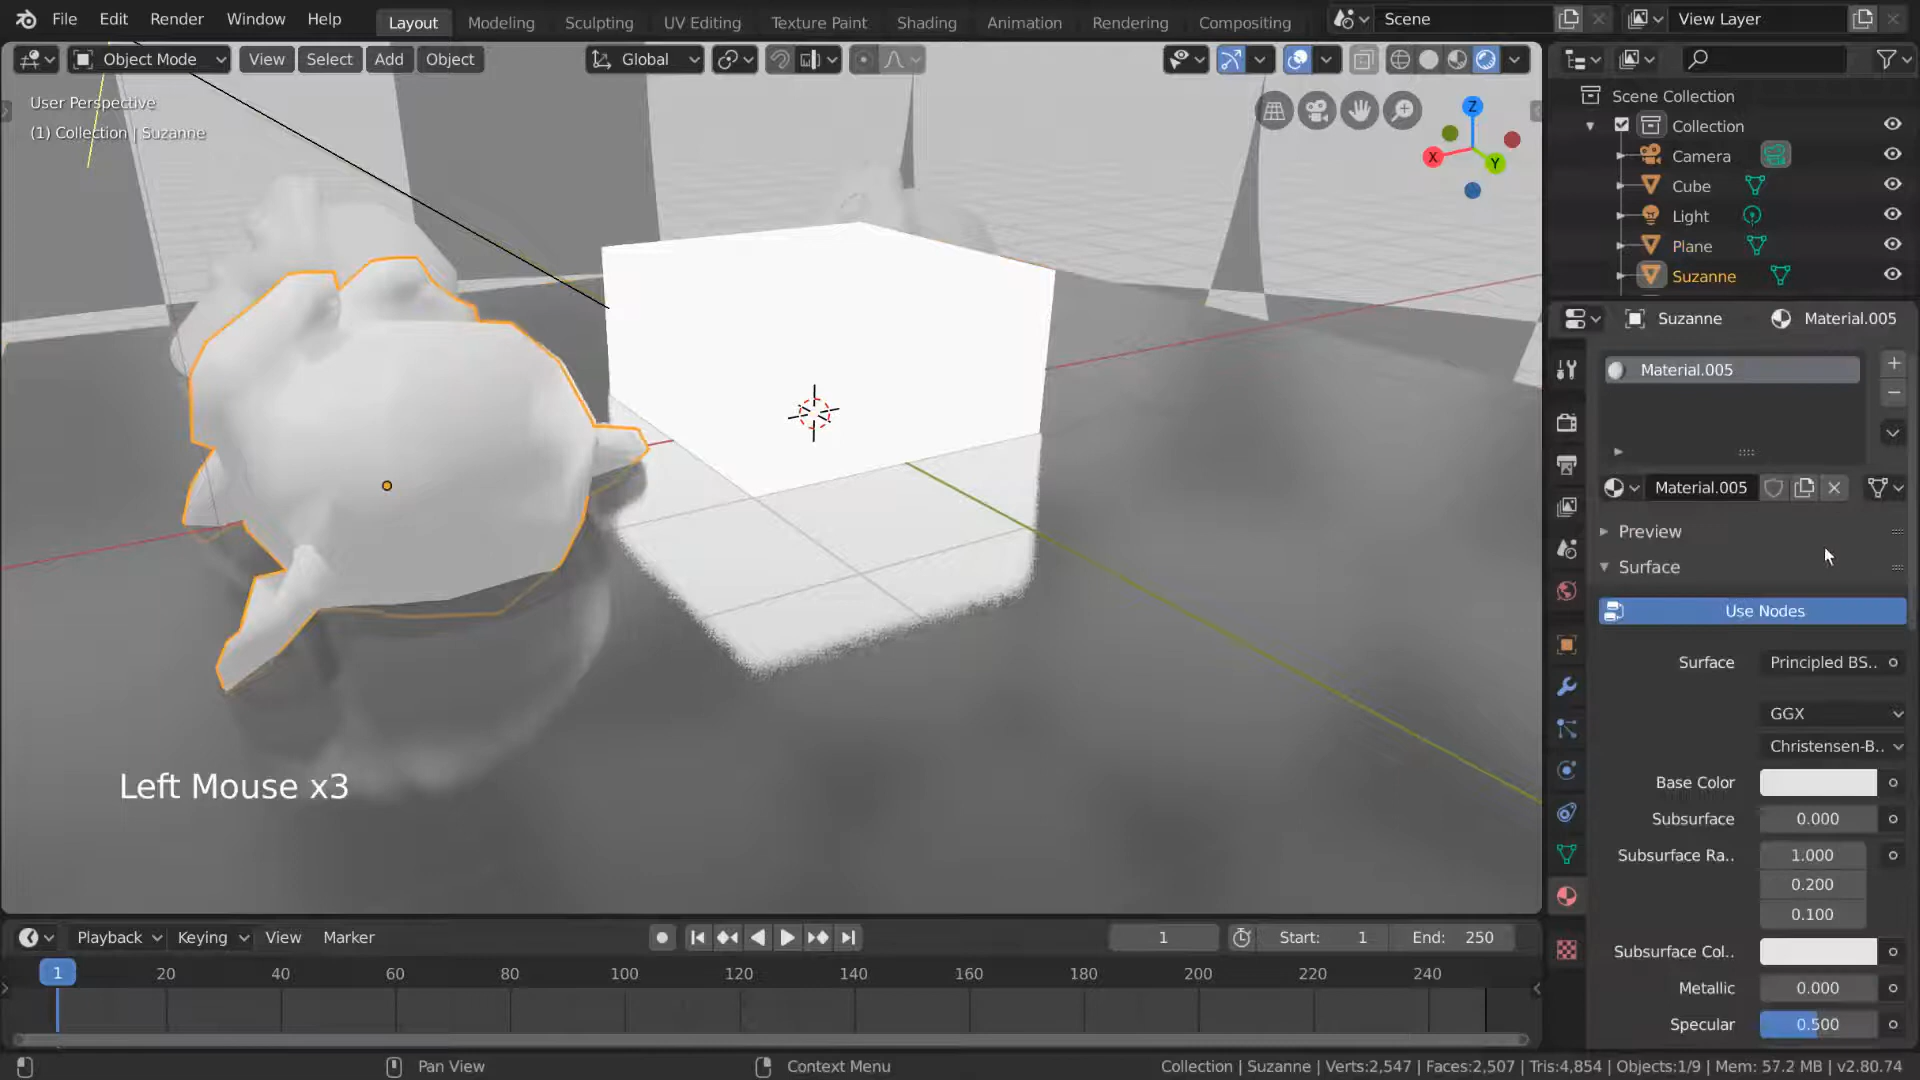 File Edit Render Window Help Layout Modeling Sculpting UV Editing Texture Paint Shading Animation Rendering Compositing Scene View Layer
Object Mode View Select Add Object Global
User Perspective
(1) Collection | Suzanne
Z
X
Y
Scene Collection
Collection
Camera
Cube
Light
Plane
Suzanne
Suzanne Material.005
Material.005
Material.005
Preview
Surface
Use Nodes
Surface Principled BS..
GGX
Christensen-B..
Base Color
Subsurface 0.000
Subsurface Ra.. 1.000
0.200
0.100
Subsurface Col..
Metallic 0.000
Specular 0.500
Left Mouse x3
Playback Keying View Marker 1 Start: 1 End: 250
1 20 40 60 80 100 120 140 160 180 200 220 240
Pan View Context Menu Collection | Suzanne | Verts:2,547 | Faces:2,507 | Tris:4,854 | Objects:1/9 | Mem: 57.2 MB | v2.80.74